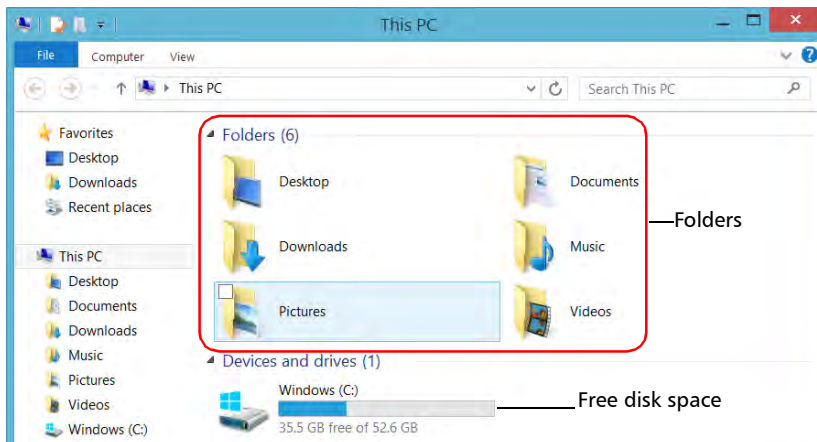 This PC
File Computer View
This PC
Search This PC
Favorites
Desktop
Downloads
Recent places
This PC
Desktop
Documents
Downloads
Music
Pictures
Videos
Windows (C:)
Folders (6)
Desktop
Documents
Downloads
Music
Pictures
Videos
Folders
Devices and drives (1)
Windows (C:)
35.5 GB free of 52.6 GB
Free disk space